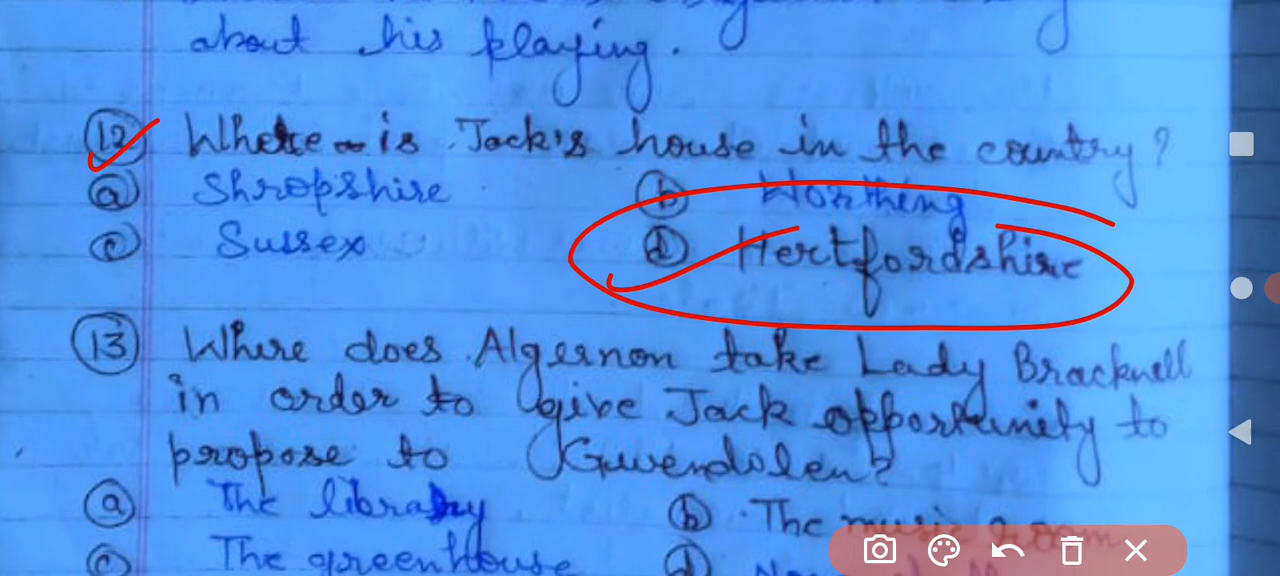 about his playing.
12 Where is Jack's house in the country?
a Shropshire b Worthing
c Sussex d Hertfordshire
13 Where does Algernon take Lady Bracknell
in order to give Jack opportunity to
propose to Gwendolen?
a The library b The music room
c The greenhouse d